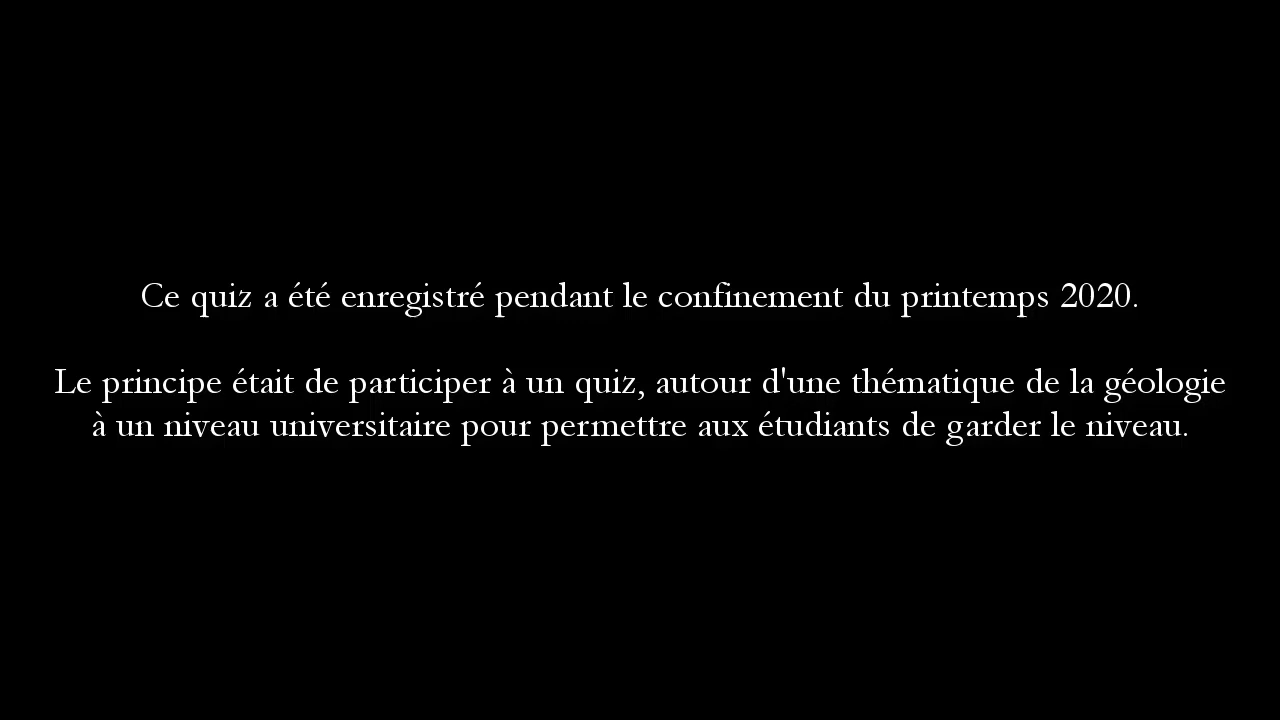 Ce quiz a été enregistré pendant le confinement du printemps 2020.
Le principe était de participer à un quiz, autour d'une thématique de la géologie
à un niveau universitaire pour permettre aux étudiants de garder le niveau.